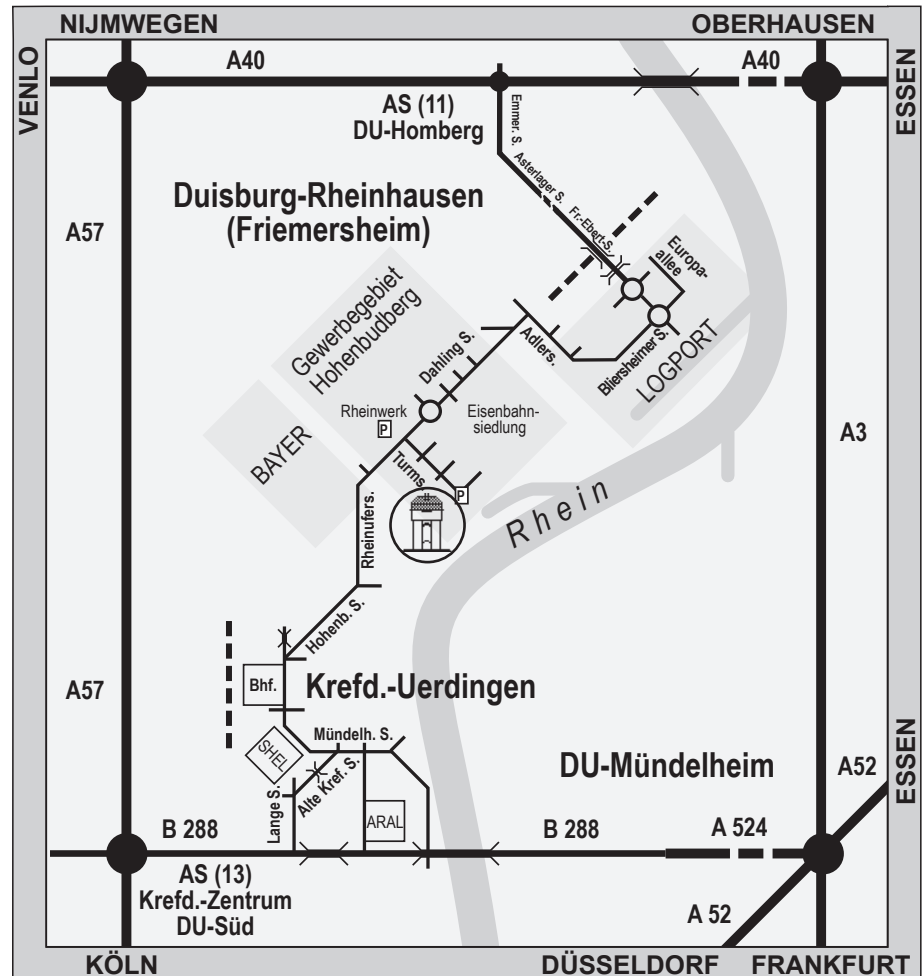 NIJMWEGEN
OBERHAUSEN
VENLO
ESSEN
A40
A40
AS (11)
DU-Homberg
Emmer. S.
Asterlager S.
Fr.-Ebert-S.
Duisburg-Rheinhausen
(Friemersheim)
A57
Europa-
allee
Gewerbegebiet
Hohenbudberg
Dahling S.
Adlers.
Bliersheimer S.
LOGPORT
Rheinwerk
P
Eisenbahn-
siedlung
A3
BAYER
Turms.
P
Rhein
Rheinufers.
Hohenb. S.
A57
Bhf.
Krefd.-Uerdingen
ESSEN
SHEL
Mündelh. S.
DU-Mündelheim
A52
Lange S.
Alte Kref. S.
ARAL
B 288
B 288
A 524
AS (13)
Krefd.-Zentrum
DU-Süd
A 52
KÖLN
DÜSSELDORF
FRANKFURT